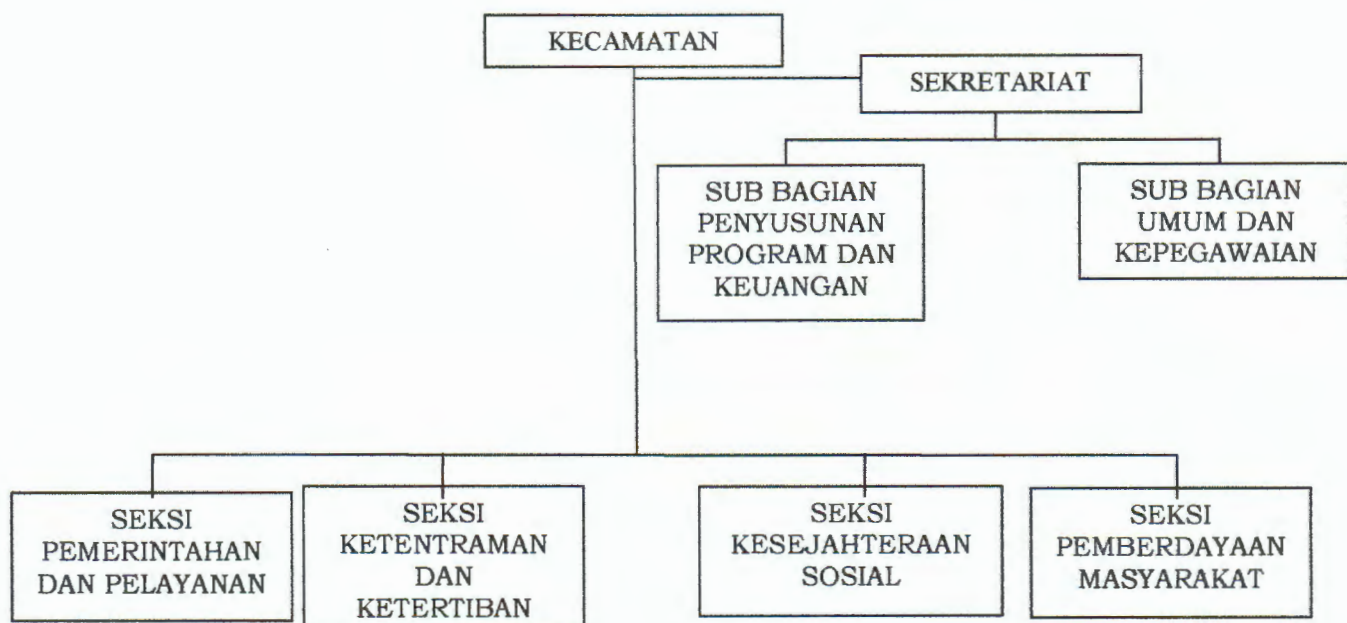 KECAMATAN
SEKRETARIAT
SUB BAGIAN
PENYUSUNAN
PROGRAM DAN
KEUANGAN
SUB BAGIAN
UMUM DAN
KEPEGAWAIAN
SEKSI
PEMERINTAHAN
DAN PELAYANAN
SEKSI
KETENTRAMAN
DAN
KETERTIBAN
SEKSI
KESEJAHTERAAN
SOSIAL
SEKSI
PEMBERDAYAAN
MASYARAKAT